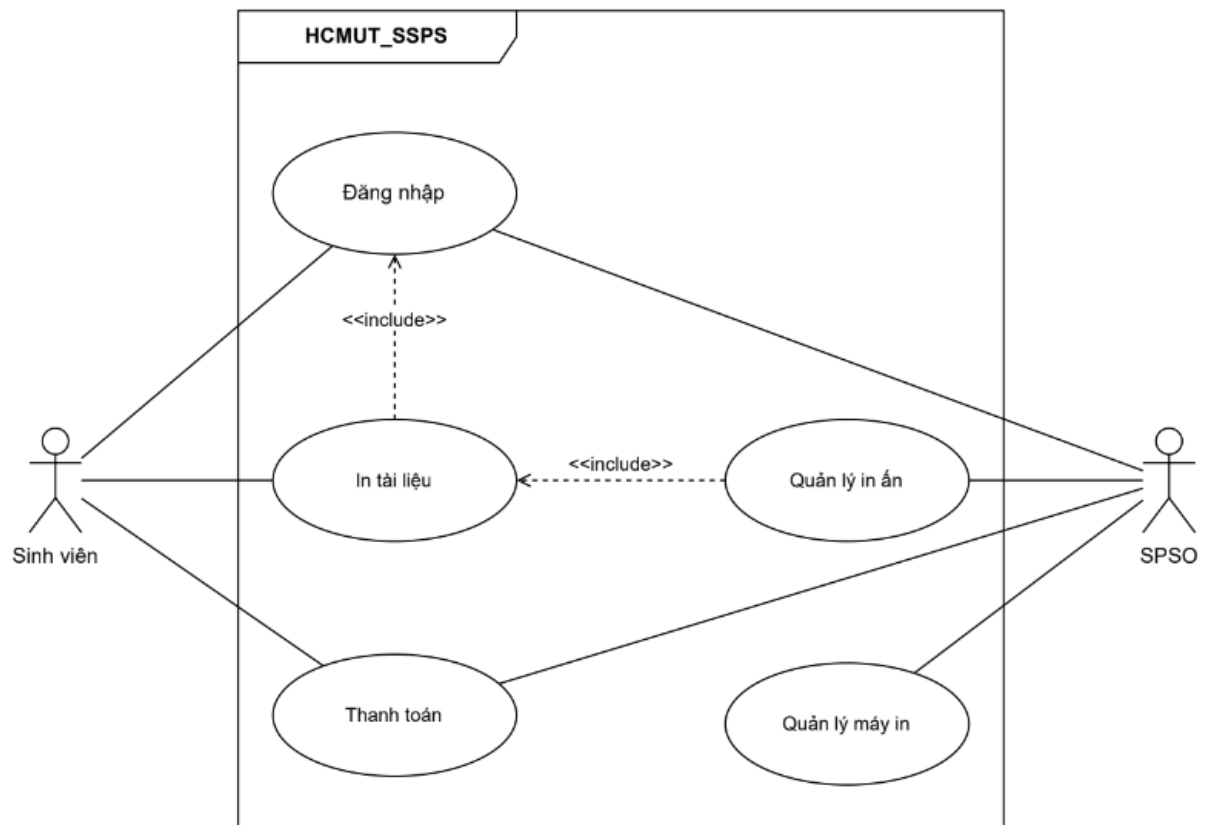 HCMUT_SSPS
Đăng nhập
<<include>>
<<include>>
In tài liệu
Quản lý in ấn
Sinh viên
SPSO
Thanh toán
Quản lý máy in